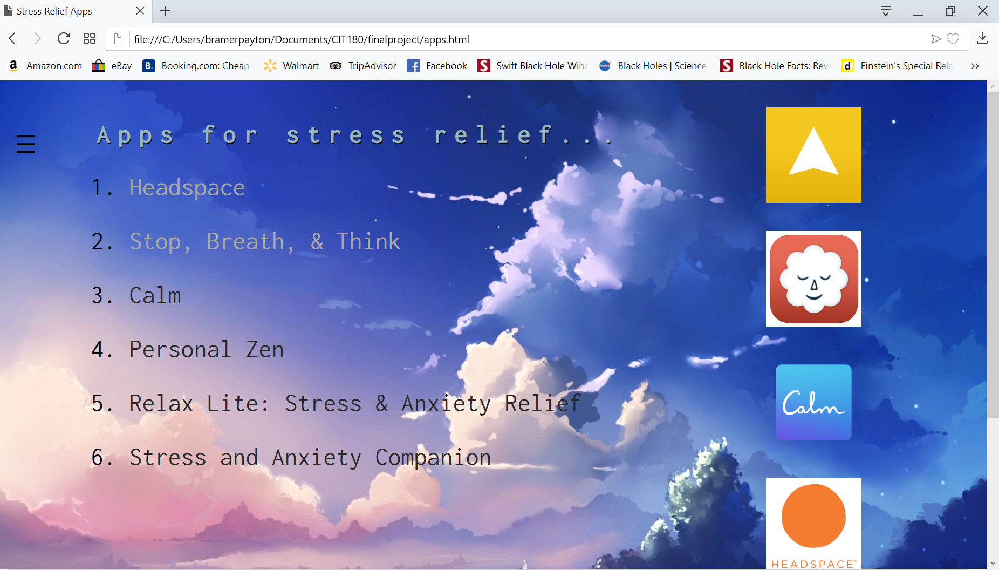 Stress Relief Apps
file:///C:/Users/bramerpayton/Documents/CIT180/finalproject/apps.html
Amazon.com eBay Booking.com: Cheap Walmart TripAdvisor Facebook Swift Black Hole Winc Black Holes | Science Black Hole Facts: Reve Einstein's Special Rela
Apps for stress relief...
1. Headspace
2. Stop, Breath, & Think
3. Calm
4. Personal Zen
5. Relax Lite: Stress & Anxiety Relief
6. Stress and Anxiety Companion
Calm
HEADSPACE